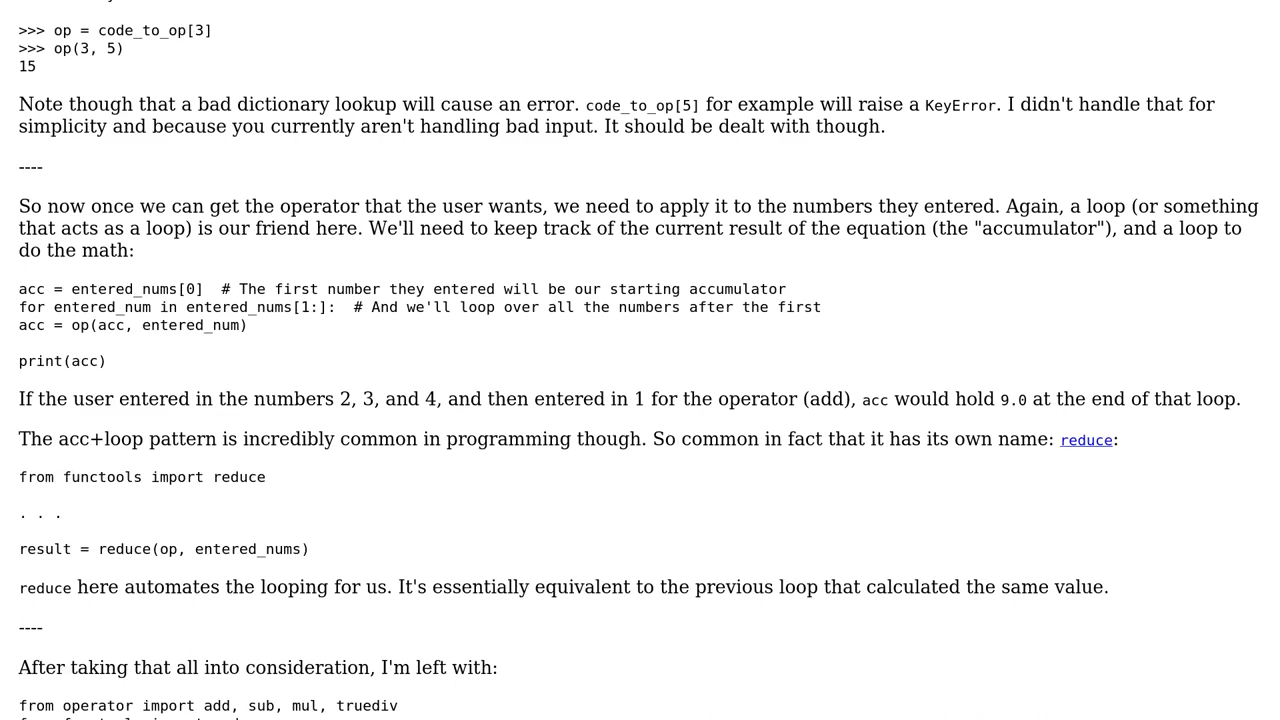 >>> op = code_to_op[3]
>>> op(3, 5)
15
Note though that a bad dictionary lookup will cause an error. code_to_op[5] for example will raise a KeyError. I didn't handle that for
simplicity and because you currently aren't handling bad input. It should be dealt with though.
----
So now once we can get the operator that the user wants, we need to apply it to the numbers they entered. Again, a loop (or something
that acts as a loop) is our friend here. We'll need to keep track of the current result of the equation (the "accumulator"), and a loop to
do the math:
acc = entered_nums[0]  # The first number they entered will be our starting accumulator
for entered_num in entered_nums[1:]:  # And we'll loop over all the numbers after the first
acc = op(acc, entered_num)
print(acc)
If the user entered in the numbers 2, 3, and 4, and then entered in 1 for the operator (add), acc would hold 9.0 at the end of that loop.
The acc+loop pattern is incredibly common in programming though. So common in fact that it has its own name: reduce:
from functools import reduce
. . .
result = reduce(op, entered_nums)
reduce here automates the looping for us. It's essentially equivalent to the previous loop that calculated the same value.
----
After taking that all into consideration, I'm left with:
from operator import add, sub, mul, truediv